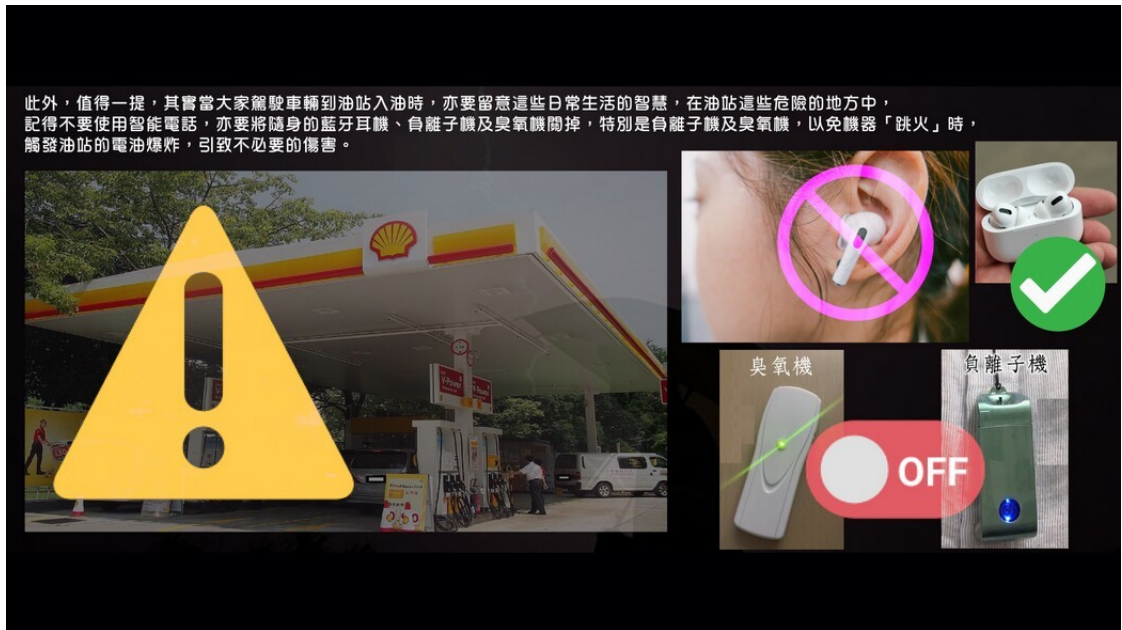 此外，值得一提，其實當大家駕駛車輛到油站入油時，亦要留意這些日常生活的智慧，在油站這些危險的地方中，
記得不要使用智能電話，亦要將隨身的藍牙耳機、負離子機及臭氧機關掉，特別是負離子機及臭氧機，以免機器「跳火」時，
觸發油站的電油爆炸，引致不必要的傷害。
臭氧機
負離子機
OFF
V-Power